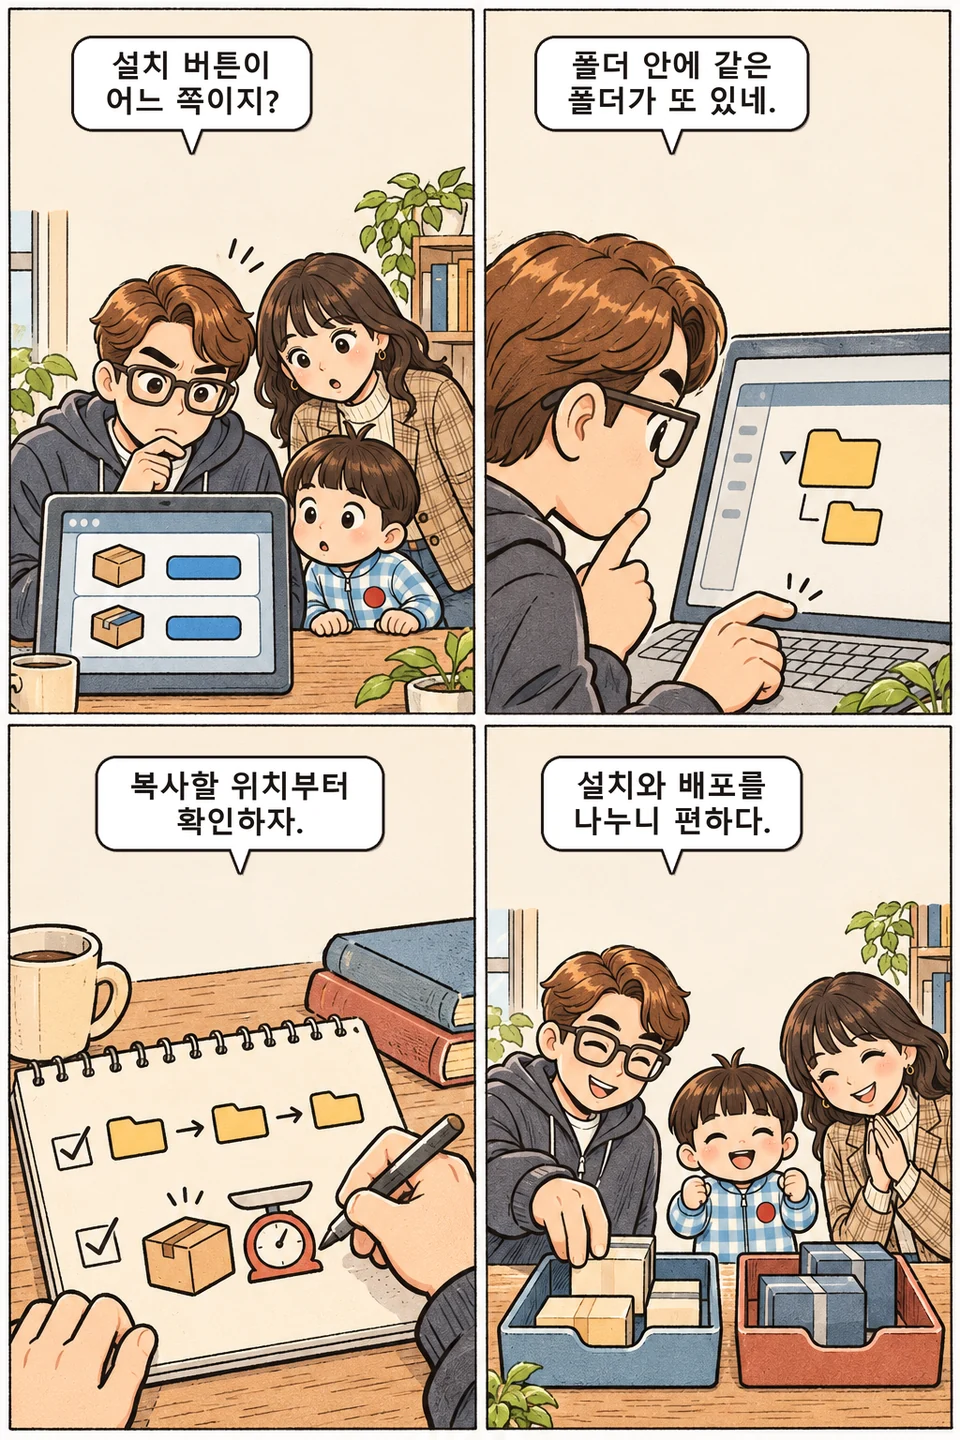 설치 버튼이
어느 쪽이지?
폴더 안에 같은
폴더가 또 있네.
복사할 위치부터
확인하자.
설치와 배포를
나누니 편하다.